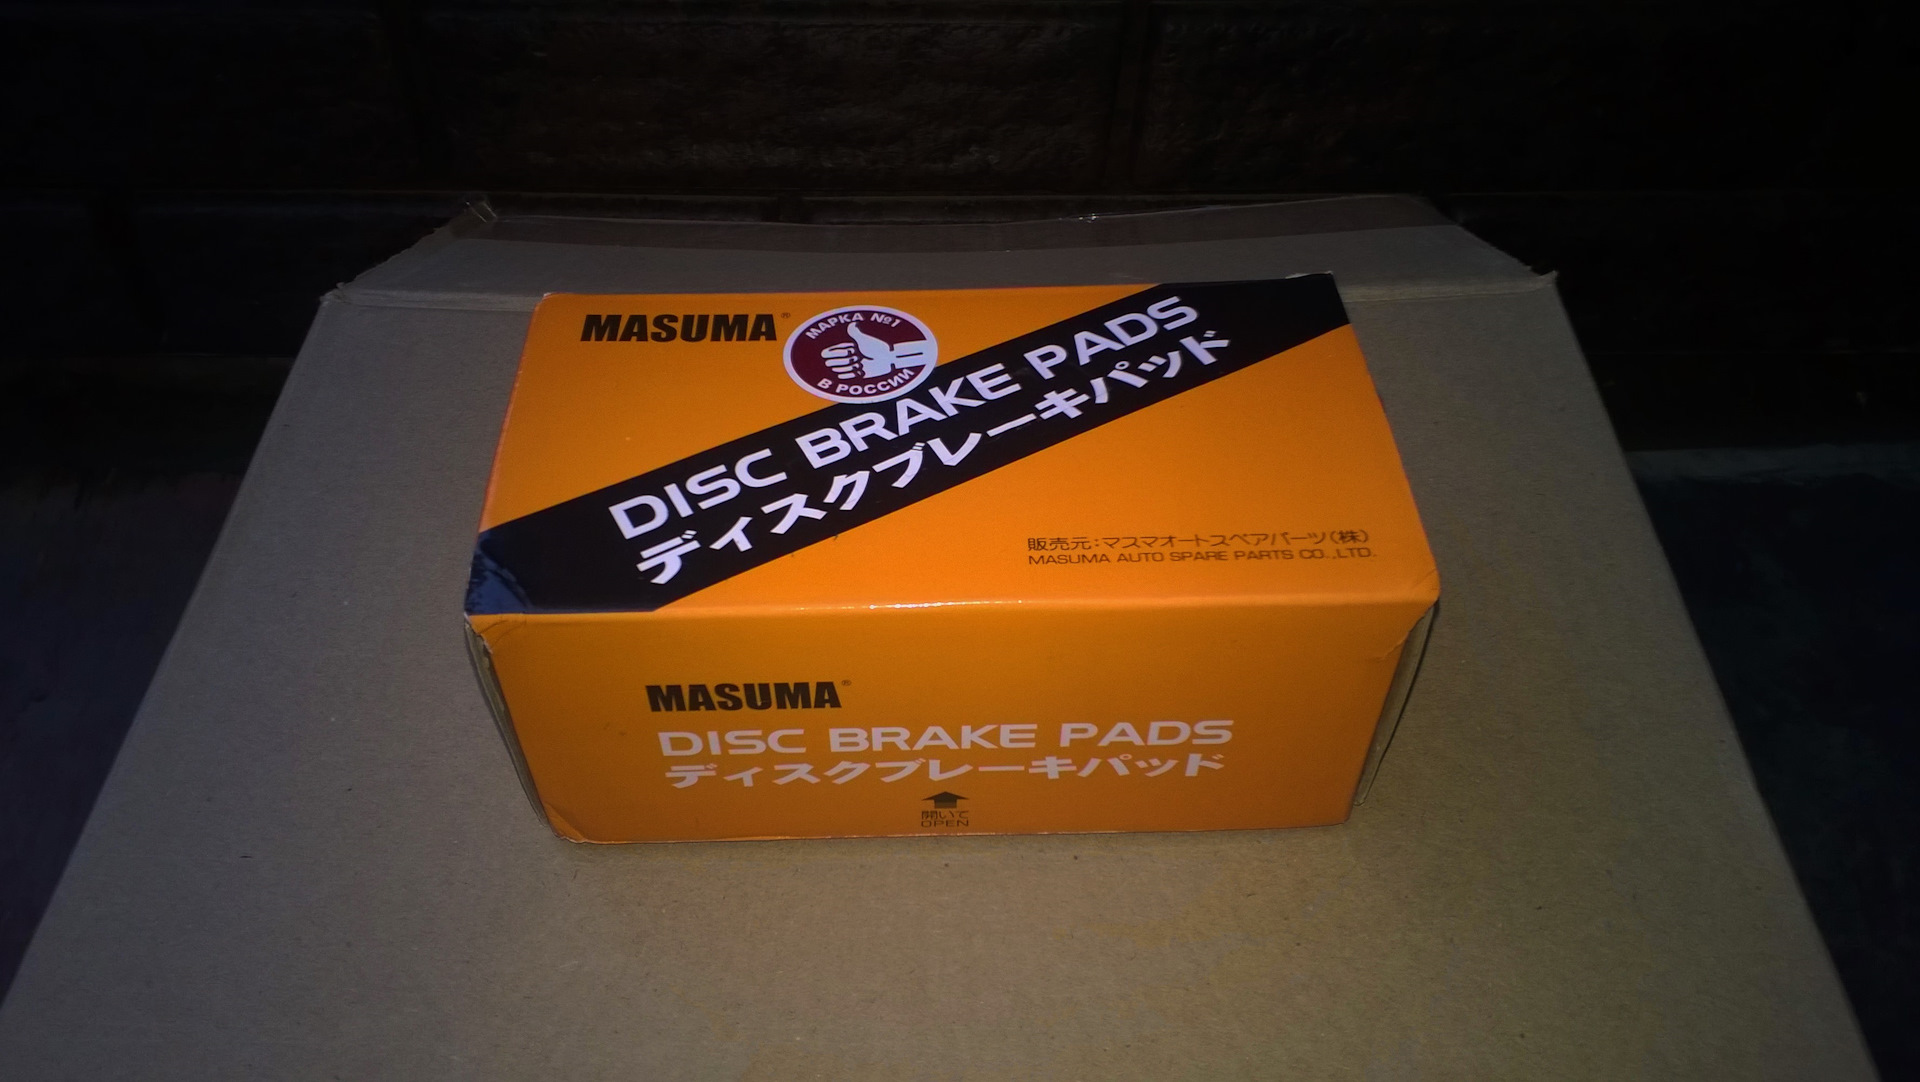 MASUMA®
МАРКА №1
В РОССИИ
DISC BRAKE PADS
ディスクブレーキパッド
販売元:マスマオートスペアパーツ(株)
MASUMA AUTO SPARE PARTS CO.,LTD.
MASUMA®
DISC BRAKE PADS
ディスクブレーキパッド
開いて
OPEN